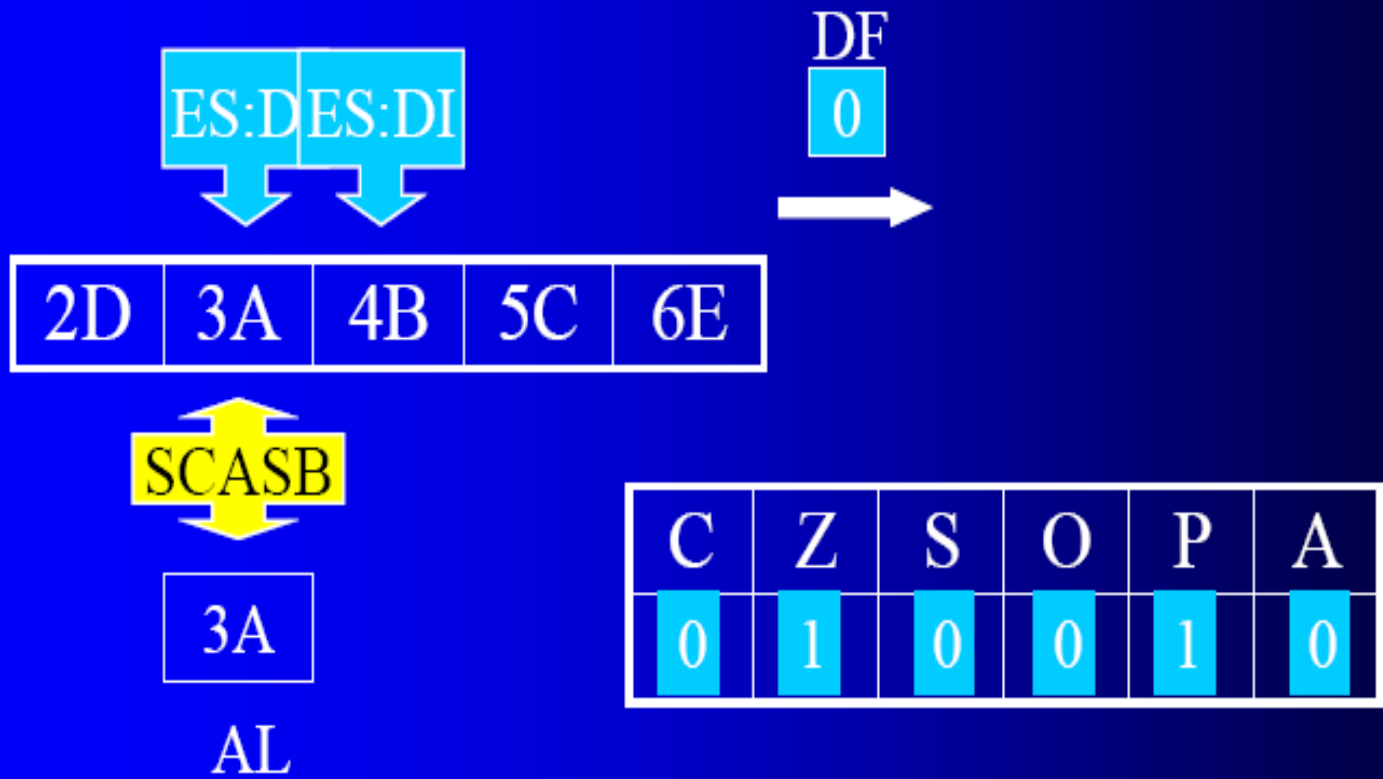 DF
ES:D ES:DI
0
2D 3A 4B 5C 6E
SCASB
C Z S O P A
3A
0 1 0 0 1 0
AL